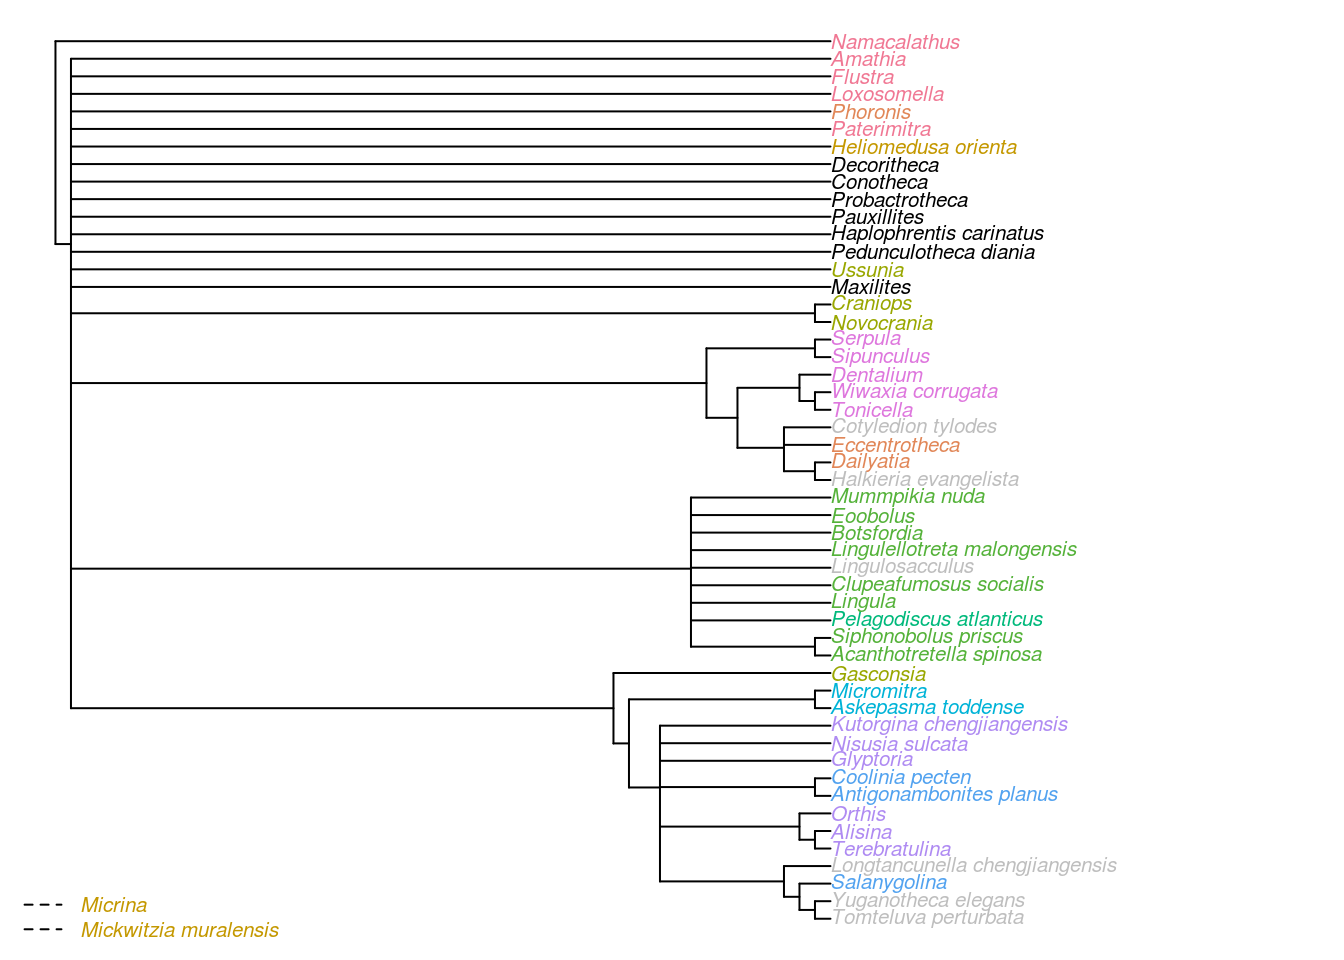 Namacalathus
Amathia
Flustra
Loxosomella
Phoronis
Paterimitra
Heliomedusa orienta
Decoritheca
Conotheca
Probactrotheca
Pauxillites
Haplophrentis carinatus
Pedunculotheca diania
Ussunia
Maxilites
Craniops
Novocrania
Serpula
Sipunculus
Dentalium
Wiwaxia corrugata
Tonicella
Cotyledion tylodes
Eccentrotheca
Dailyatia
Halkieria evangelista
Mummpikia nuda
Eoobolus
Botsfordia
Lingulellotreta malongensis
Lingulosacculus
Clupeafumosus socialis
Lingula
Pelagodiscus atlanticus
Siphonobolus priscus
Acanthotretella spinosa
Gasconsia
Micromitra
Askepasma toddense
Kutorgina chengjiangensis
Nisusia sulcata
Glyptoria
Coolinia pecten
Antigonambonites planus
Orthis
Alisina
Terebratulina
Longtancunella chengjiangensis
Salanygolina
Yuganotheca elegans
Tomteluva perturbata
Micrina
Mickwitzia muralensis